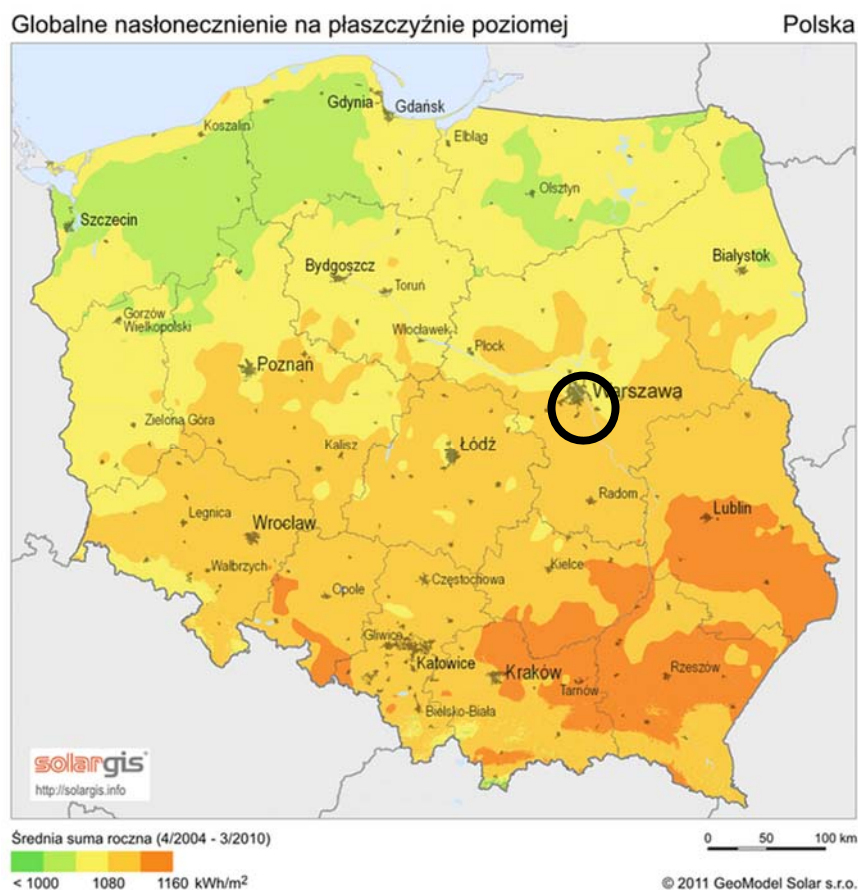 Globalne nasłonecznienie na płaszczyźnie poziomej
Polska
Gdynia
Gdańsk
Koszalin
Elbląg
Olsztyn
Szczecin
Białystok
Bydgoszcz
Toruń
Gorzów
Wielkopolski
Włocławek
Płock
Poznań
Warszawa
Zielona Góra
Kalisz
Łódź
Radom
Legnica
Wrocław
Lublin
Wałbrzych
Opole
Częstochowa
Kielce
Gliwice
Katowice
Kraków
Tarnów
Rzeszów
Bielsko-Biała
solargis
http://solargis.info
Średnia suma roczna (4/2004 - 3/2010)
0 50 100 km
< 1000 1080 1160 kWh/m²
© 2011 GeoModel Solar s.r.o.